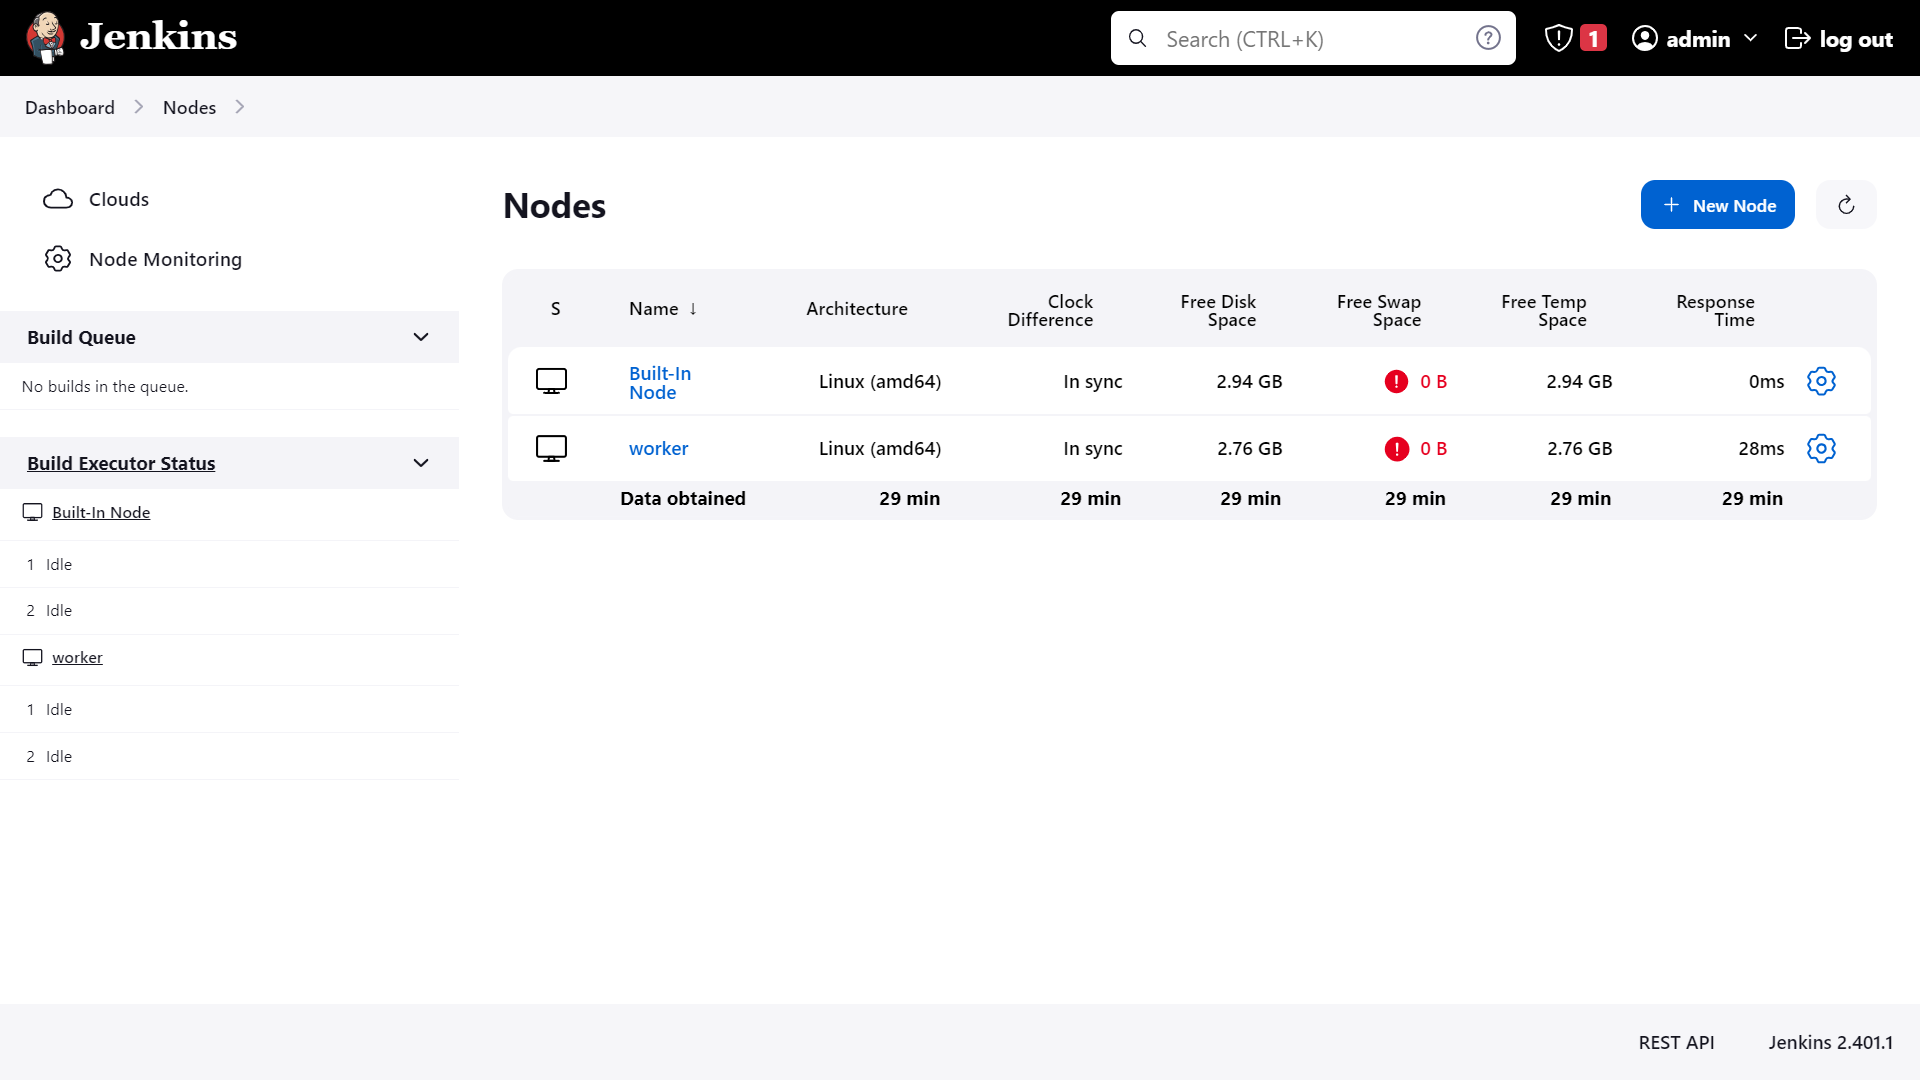 Jenkins
Search (CTRL+K)
1
admin
log out
Dashboard
Nodes
Clouds
Node Monitoring
Build Queue
No builds in the queue.
Build Executor Status
Built-In Node
1 Idle
2 Idle
worker
1 Idle
2 Idle
Nodes
New Node
S Name ↓ Architecture Clock Difference Free Disk Space Free Swap Space Free Temp Space Response Time
Built-In Node Linux (amd64) In sync 2.94 GB 0 B 2.94 GB 0ms
worker Linux (amd64) In sync 2.76 GB 0 B 2.76 GB 28ms
Data obtained 29 min 29 min 29 min 29 min 29 min 29 min
REST API
Jenkins 2.401.1